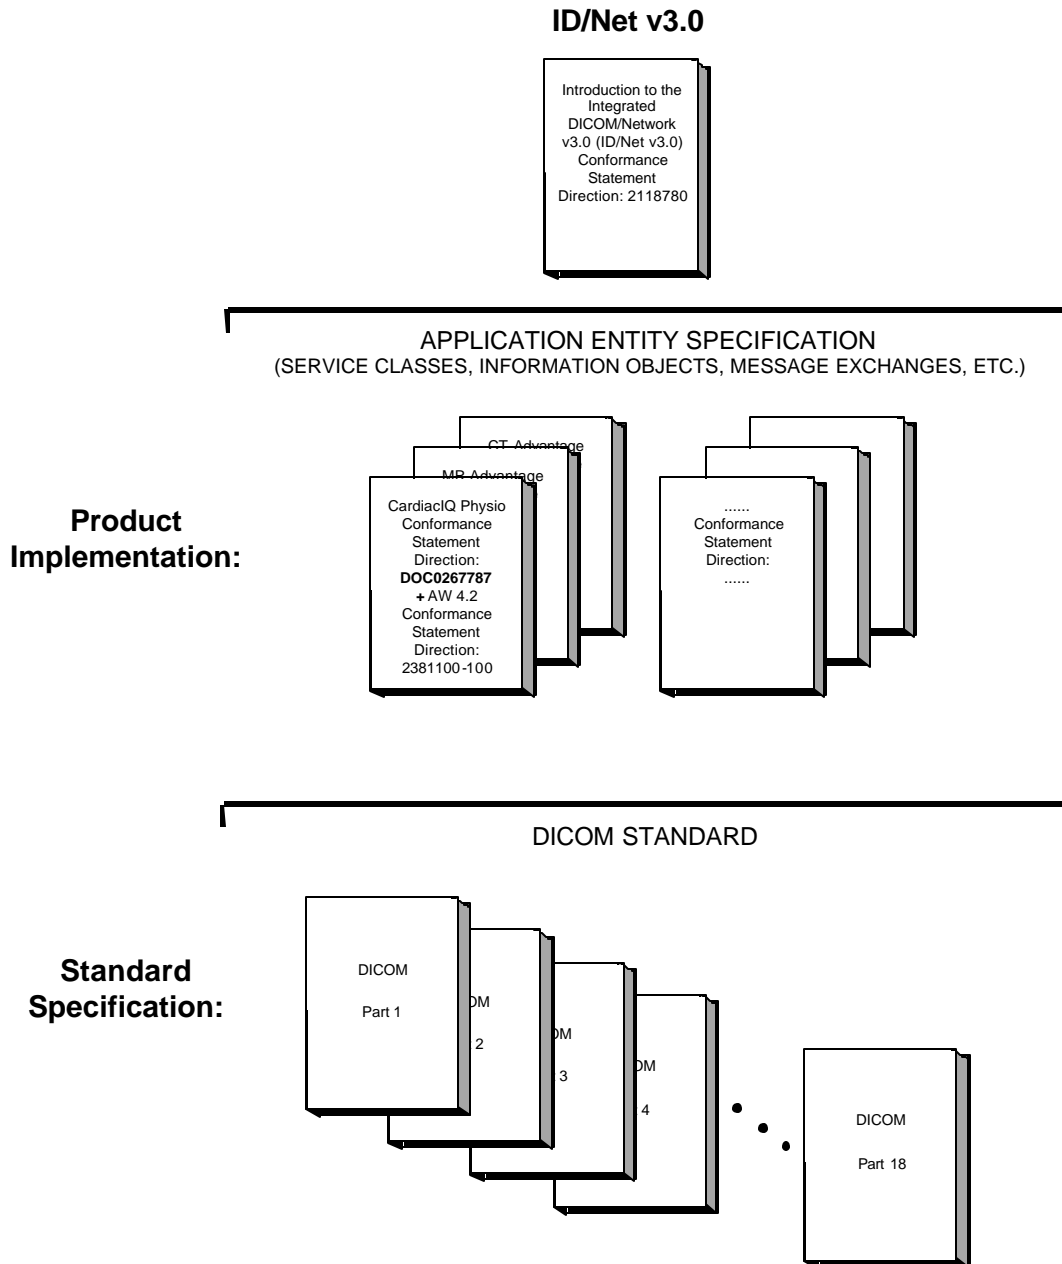 ID/Net v3.0
Introduction to the
Integrated
DICOM/Network
v3.0 (ID/Net v3.0)
Conformance
Statement
Direction: 2118780
APPLICATION ENTITY SPECIFICATION
(SERVICE CLASSES, INFORMATION OBJECTS, MESSAGE EXCHANGES, ETC.)
Product
Implementation:
CT Advantage
MR Advantage
CardiacIQ Physio
Conformance
Statement
Direction:
DOC0267787
+ AW 4.2
Conformance
Statement
Direction:
2381100-100
......
Conformance
Statement
Direction:
......
DICOM STANDARD
Standard
Specification:
DICOM
Part 1
OM
2
OM
3
OM
4
DICOM
Part 18